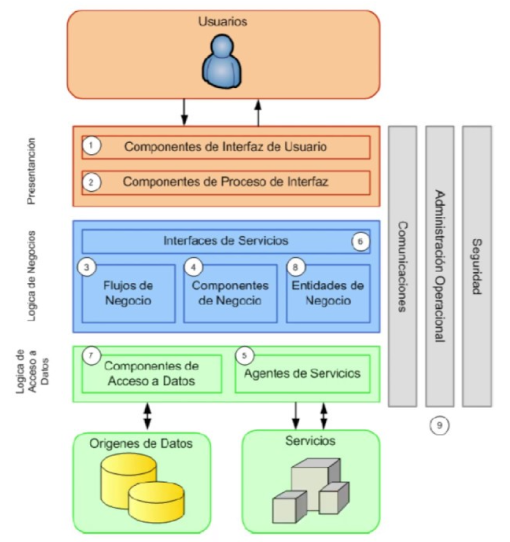 Usuarios
Presentanción
1
Componentes de Interfaz de Usuario
2
Componentes de Proceso de Interfaz
Logica de Negocios
Interfaces de Servicios
6
3
Flujos de
Negocio
4
Componentes
de Negocio
8
Entidades de
Negocio
Logica de
Acceso a
Datos
7
Componentes de
Acceso a Datos
5
Agentes de Servicios
Comunicaciones
Administración Operacional
Seguridad
9
Origenes de Datos
Servicios